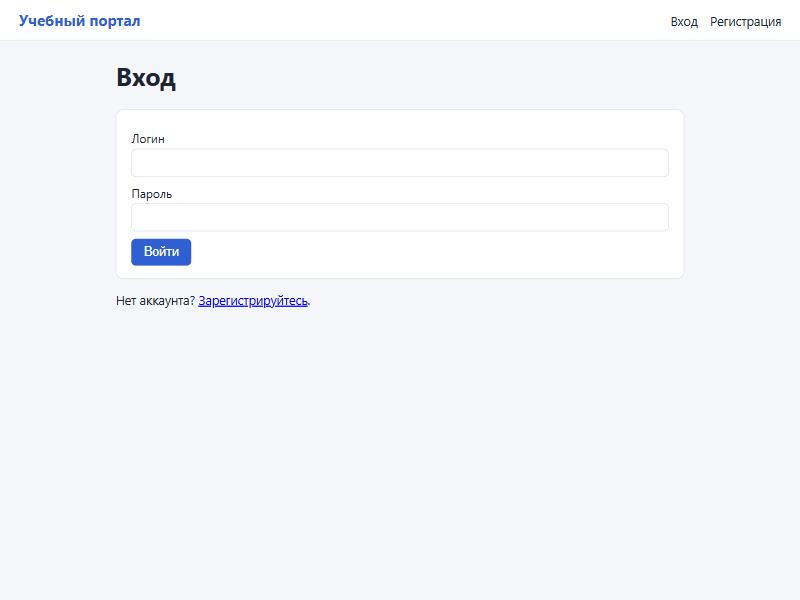 Учебный портал
Вход Регистрация
Вход
Логин
Пароль
Войти
Нет аккаунта? Зарегистрируйтесь.